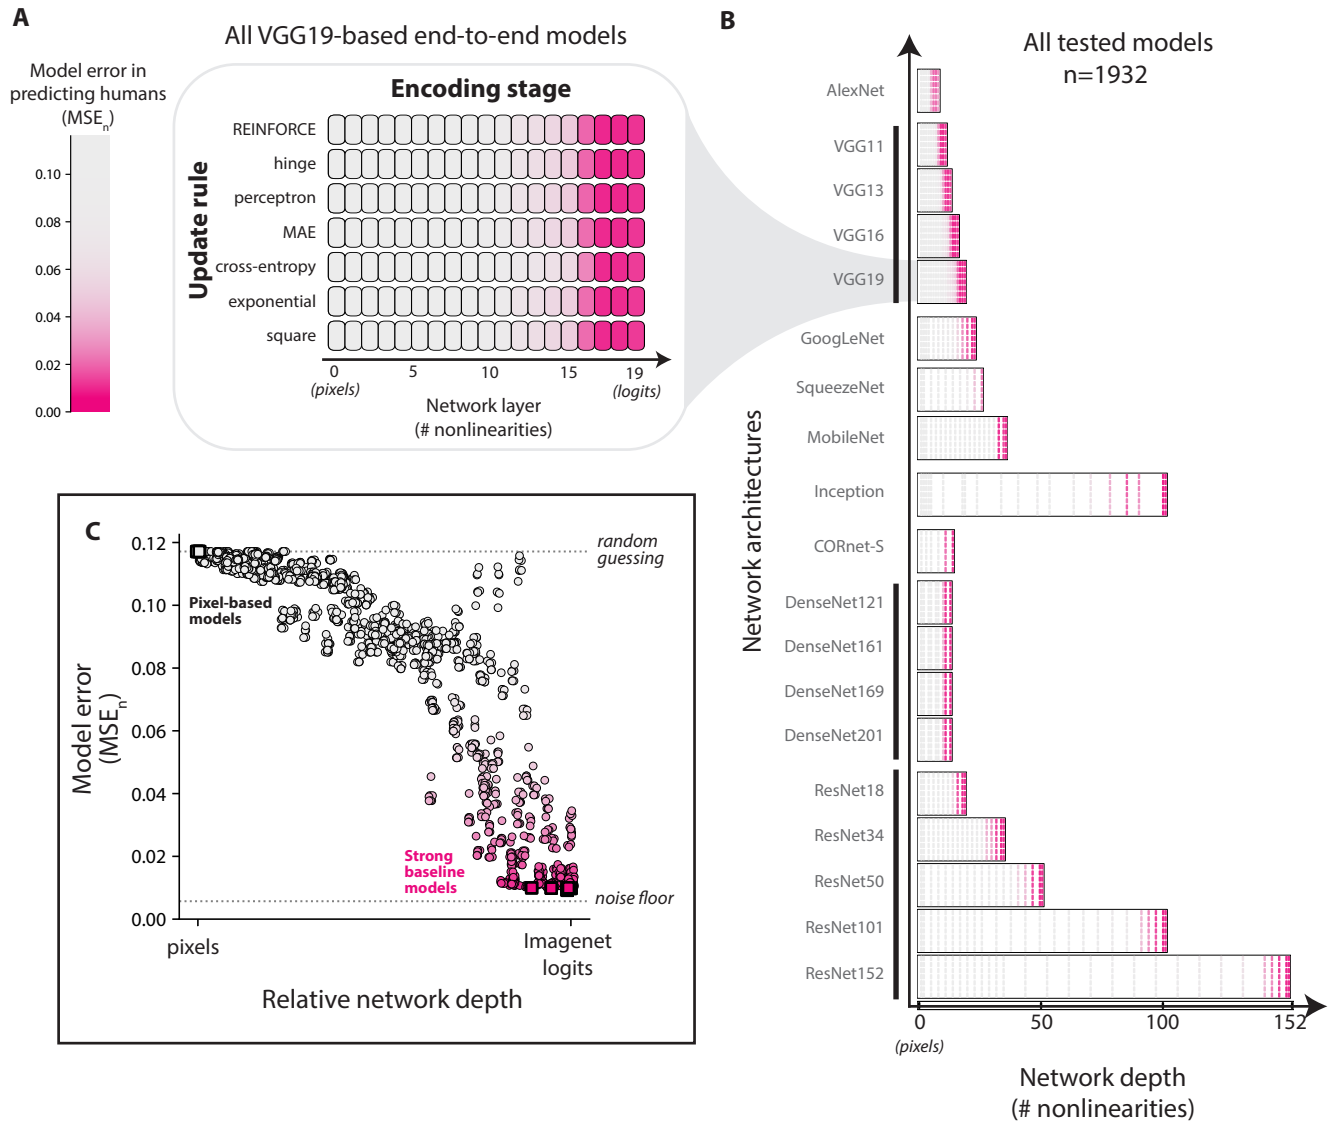 A
All VGG19-based end-to-end models
Model error in
predicting humans
(MSEn)
0.10
0.08
0.06
0.04
0.02
0.00
Encoding stage
Update rule
REINFORCE
hinge
perceptron
MAE
cross-entropy
exponential
square
0
5
10
15
19
(pixels)
(logits)
Network layer
(# nonlinearities)
B
All tested models
n=1932
Network architectures
AlexNet
VGG11
VGG13
VGG16
VGG19
GoogLeNet
SqueezeNet
MobileNet
Inception
CORnet-S
DenseNet121
DenseNet161
DenseNet169
DenseNet201
ResNet18
ResNet34
ResNet50
ResNet101
ResNet152
0
50
100
152
(pixels)
Network depth
(# nonlinearities)
C
Model error
(MSEn)
0.12
0.10
0.08
0.06
0.04
0.02
0.00
random
guessing
Pixel-based
models
Strong
baseline
models
noise floor
pixels
Imagenet
logits
Relative network depth